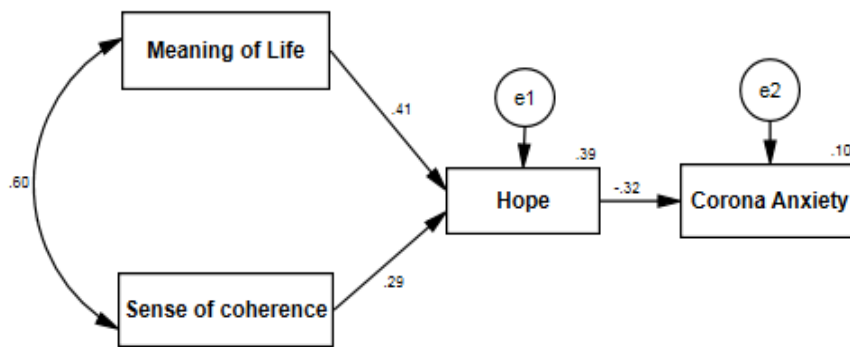 Meaning of Life
e1
e2
.41
.39
.10
.60
Hope
-.32
Corona Anxiety
.29
Sense of coherence